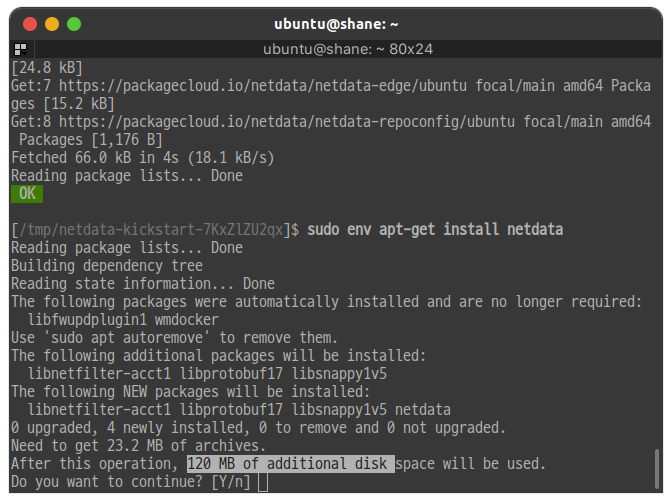 ubuntu@shane: ~
ubuntu@shane: ~ 80x24
[24.8 kB]
Get:7 https://packagecloud.io/netdata/netdata-edge/ubuntu focal/main amd64 Packa
ges [15.2 kB]
Get:8 https://packagecloud.io/netdata/netdata-repoconfig/ubuntu focal/main amd64
 Packages [1,176 B]
Fetched 66.0 kB in 4s (18.1 kB/s)
Reading package lists... Done
OK
[/tmp/netdata-kickstart-7KxZlZU2qx]$ sudo env apt-get install netdata
Reading package lists... Done
Building dependency tree
Reading state information... Done
The following packages were automatically installed and are no longer required:
  libfwupdplugin1 wmdocker
Use 'sudo apt autoremove' to remove them.
The following additional packages will be installed:
  libnetfilter-acct1 libprotobuf17 libsnappy1v5
The following NEW packages will be installed:
  libnetfilter-acct1 libprotobuf17 libsnappy1v5 netdata
0 upgraded, 4 newly installed, 0 to remove and 0 not upgraded.
Need to get 23.2 MB of archives.
After this operation, 120 MB of additional disk space will be used.
Do you want to continue? [Y/n]